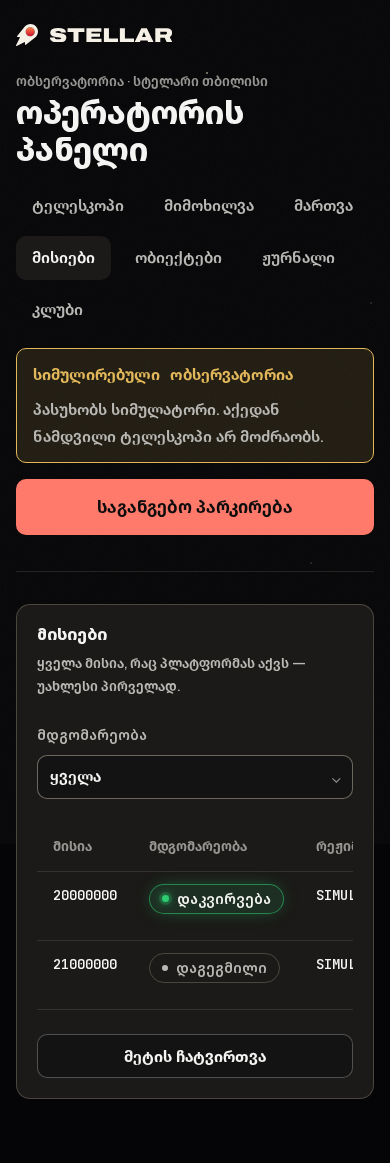 STELLAR
ობსერვატორია · სტელარი თბილისი
ოპერატორის
პანელი
ტელესკოპი მიმოხილვა მართვა
მისიები ობიექტები ჟურნალი
კლუბი
სიმულირებული ობსერვატორია
პასუხობს სიმულატორი. აქედან
ნამდვილი ტელესკოპი არ მოძრაობს.
საგანგებო პარკირება
მისიები
ყველა მისია, რაც პლატფორმას აქვს —
უახლესი პირველად.
მდგომარეობა
ყველა
მისია მდგომარეობა
20000000 დაკვირვება
21000000 დაგეგმილი
მეტის ჩატვირთვა